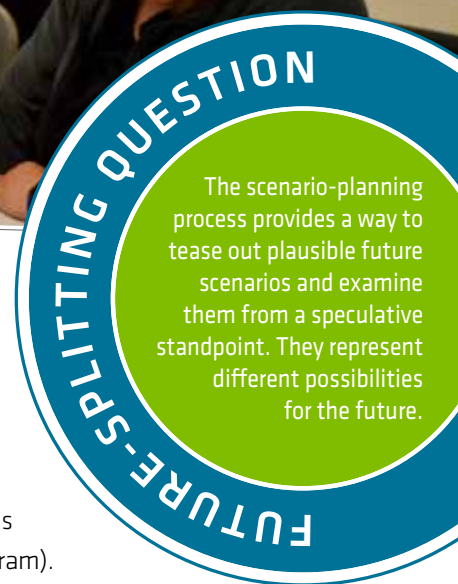 FUTURE-SPLITTING QUESTION
The scenario-planning
process provides a way to
tease out plausible future
scenarios and examine
them from a speculative
standpoint. They represent
different possibilities
for the future.